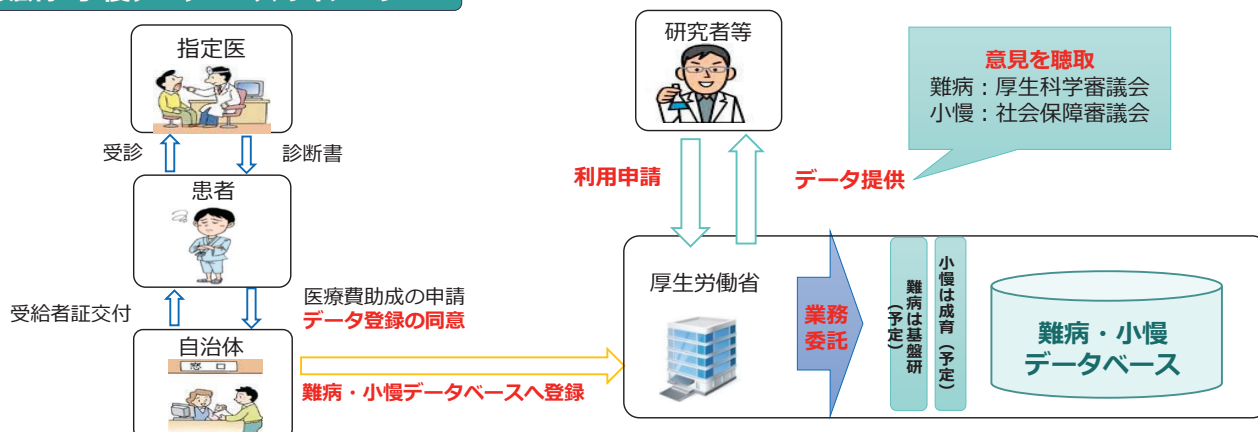 指定医
受診
診断書
患者
受給者証交付
医療費助成の申請
データ登録の同意
自治体
窓口
難病・小慢データベースへ登録
研究者等
利用申請
データ提供
意見を聴取
難病:厚生科学審議会
小慢:社会保障審議会
厚生労働省
業務
委託
難病は基盤研
(予定)
小慢は成育(予定)
難病・小慢
データベース